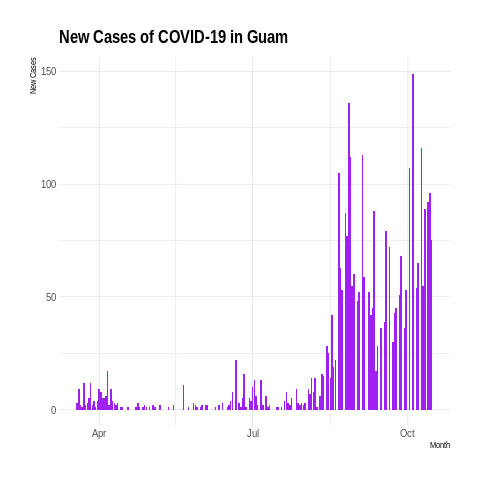 New Cases of COVID-19 in Guam
New Cases
150
100
50
0
Apr
Jul
Oct
Month